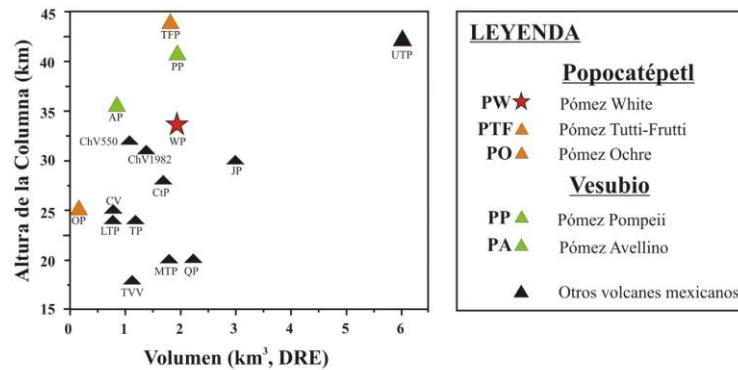 Altura de la Columna (km)
45
40
35
30
25
20
15
TFP
PP
UTP
AP
WP
ChV550
ChV1982
JP
CtP
CV
OP
LTP
TP
MTP
QP
TVV
0
1
2
3
4
5
6
Volumen (km³, DRE)
LEYENDA
Popocatépetl
PW Pómez White
PTF Pómez Tutti-Frutti
PO Pómez Ochre
Vesubio
PP Pómez Pompeii
PA Pómez Avellino
Otros volcanes mexicanos